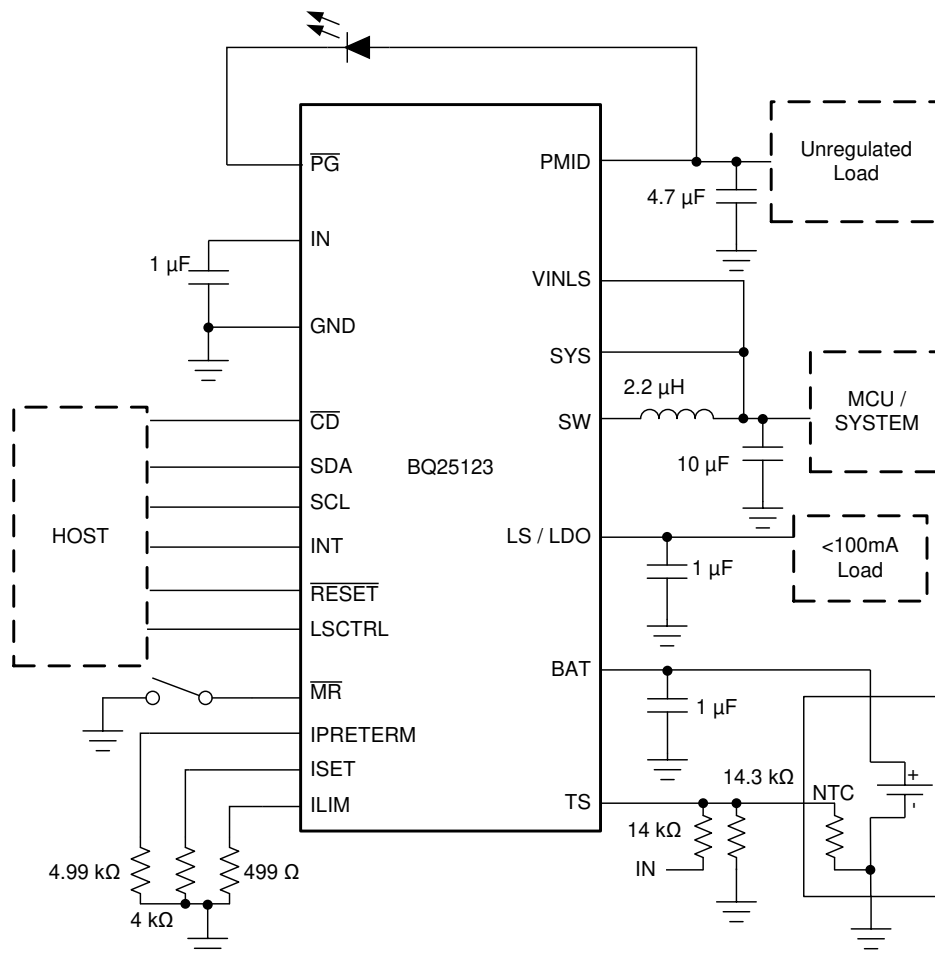 PG
PMID
Unregulated
Load
4.7 µF
IN
1 µF
GND
VINLS
SYS
2.2 µH
SW
MCU /
SYSTEM
10 µF
CD
SDA
BQ25123
SCL
HOST
INT
LS / LDO
<100mA
Load
1 µF
RESET
LSCTRL
BAT
MR
1 µF
IPRETERM
ISET
14.3 kΩ
ILIM
TS
NTC
+
-
14 kΩ
IN
4.99 kΩ
499 Ω
4 kΩ